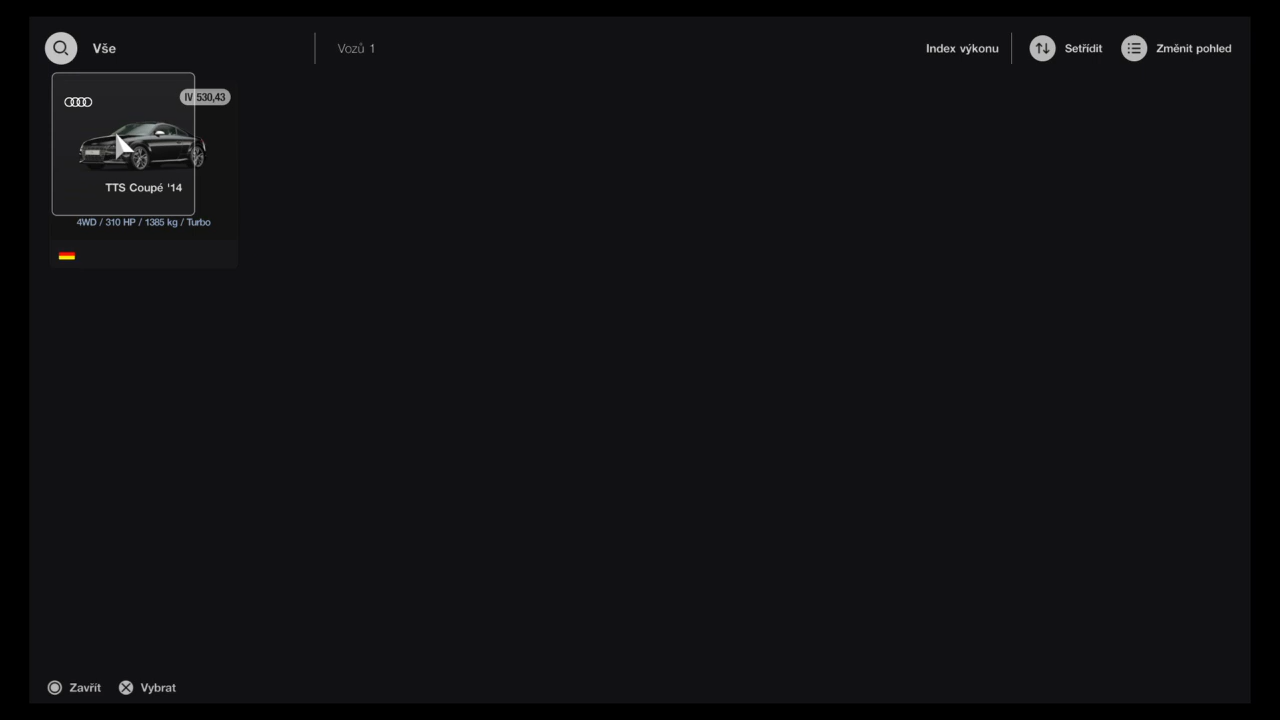 Vše
Vozů 1
Index výkonu
Setřídit
Změnit pohled
IV 530,43
TTS Coupé '14
4WD / 310 HP / 1385 kg / Turbo
Zavřít
Vybrat